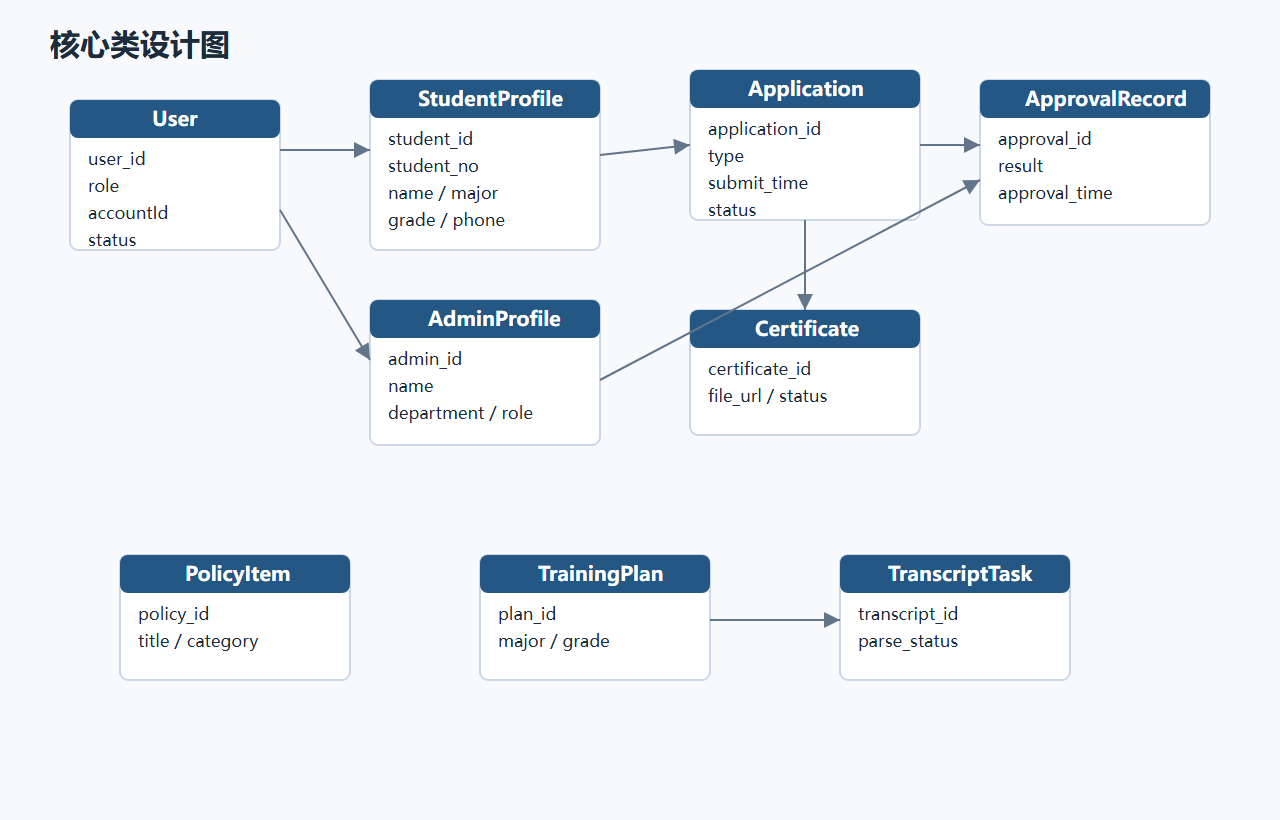 核心类设计图
User
user_id
role
accountId
status
StudentProfile
student_id
student_no
name / major
grade / phone
Application
application_id
type
submit_time
status
ApprovalRecord
approval_id
result
approval_time
AdminProfile
admin_id
name
department / role
Certificate
certificate_id
file_url / status
PolicyItem
policy_id
title / category
TrainingPlan
plan_id
major / grade
TranscriptTask
transcript_id
parse_status